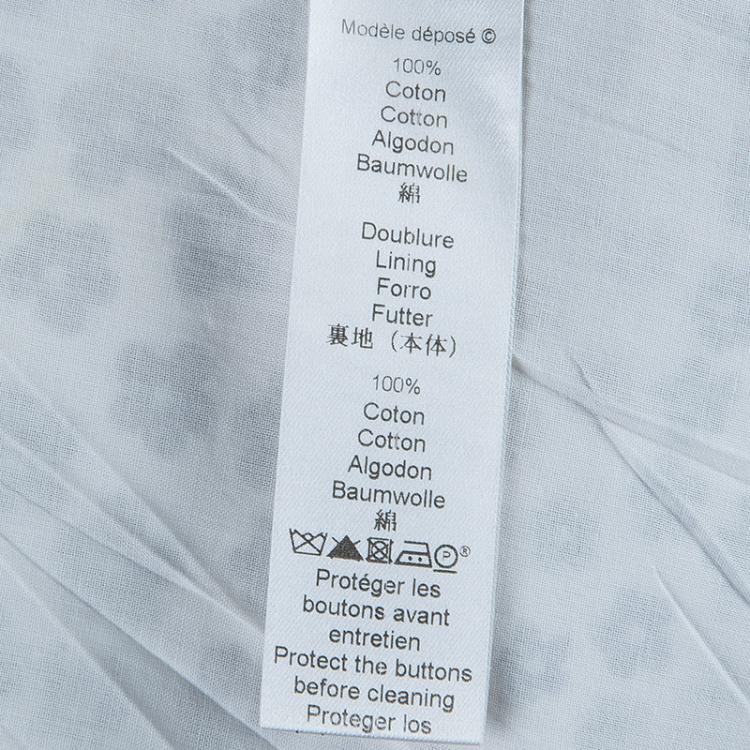 Modèle déposé ©
100%
Coton
Cotton
Algodon
Baumwolle
綿
Doublure
Lining
Forro
Futter
裏地（本体）
100%
Coton
Cotton
Algodon
Baumwolle
綿
P®
Protéger les
boutons avant
entretien
Protect the buttons
before cleaning
Proteger los